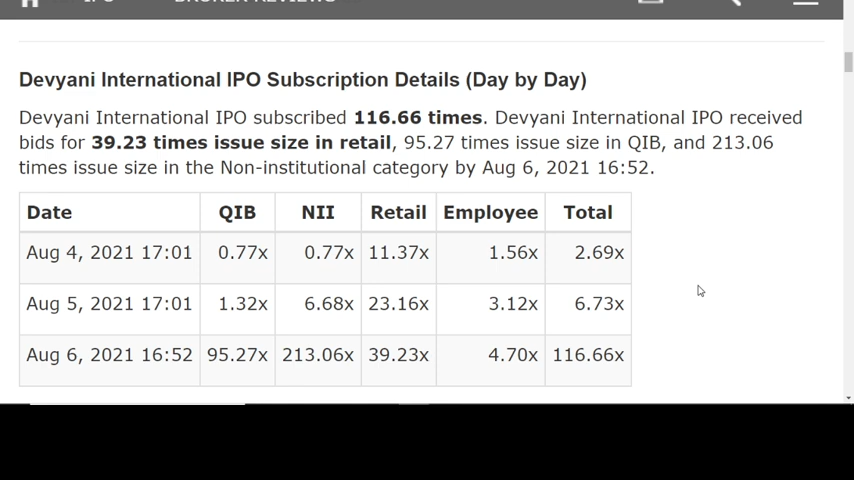 Devyani International IPO Subscription Details (Day by Day)
Devyani International IPO subscribed 116.66 times. Devyani International IPO received
bids for 39.23 times issue size in retail, 95.27 times issue size in QIB, and 213.06
times issue size in the Non-institutional category by Aug 6, 2021 16:52.
Date QIB NII Retail Employee Total
Aug 4, 2021 17:01 0.77x 0.77x 11.37x 1.56x 2.69x
Aug 5, 2021 17:01 1.32x 6.68x 23.16x 3.12x 6.73x
Aug 6, 2021 16:52 95.27x 213.06x 39.23x 4.70x 116.66x